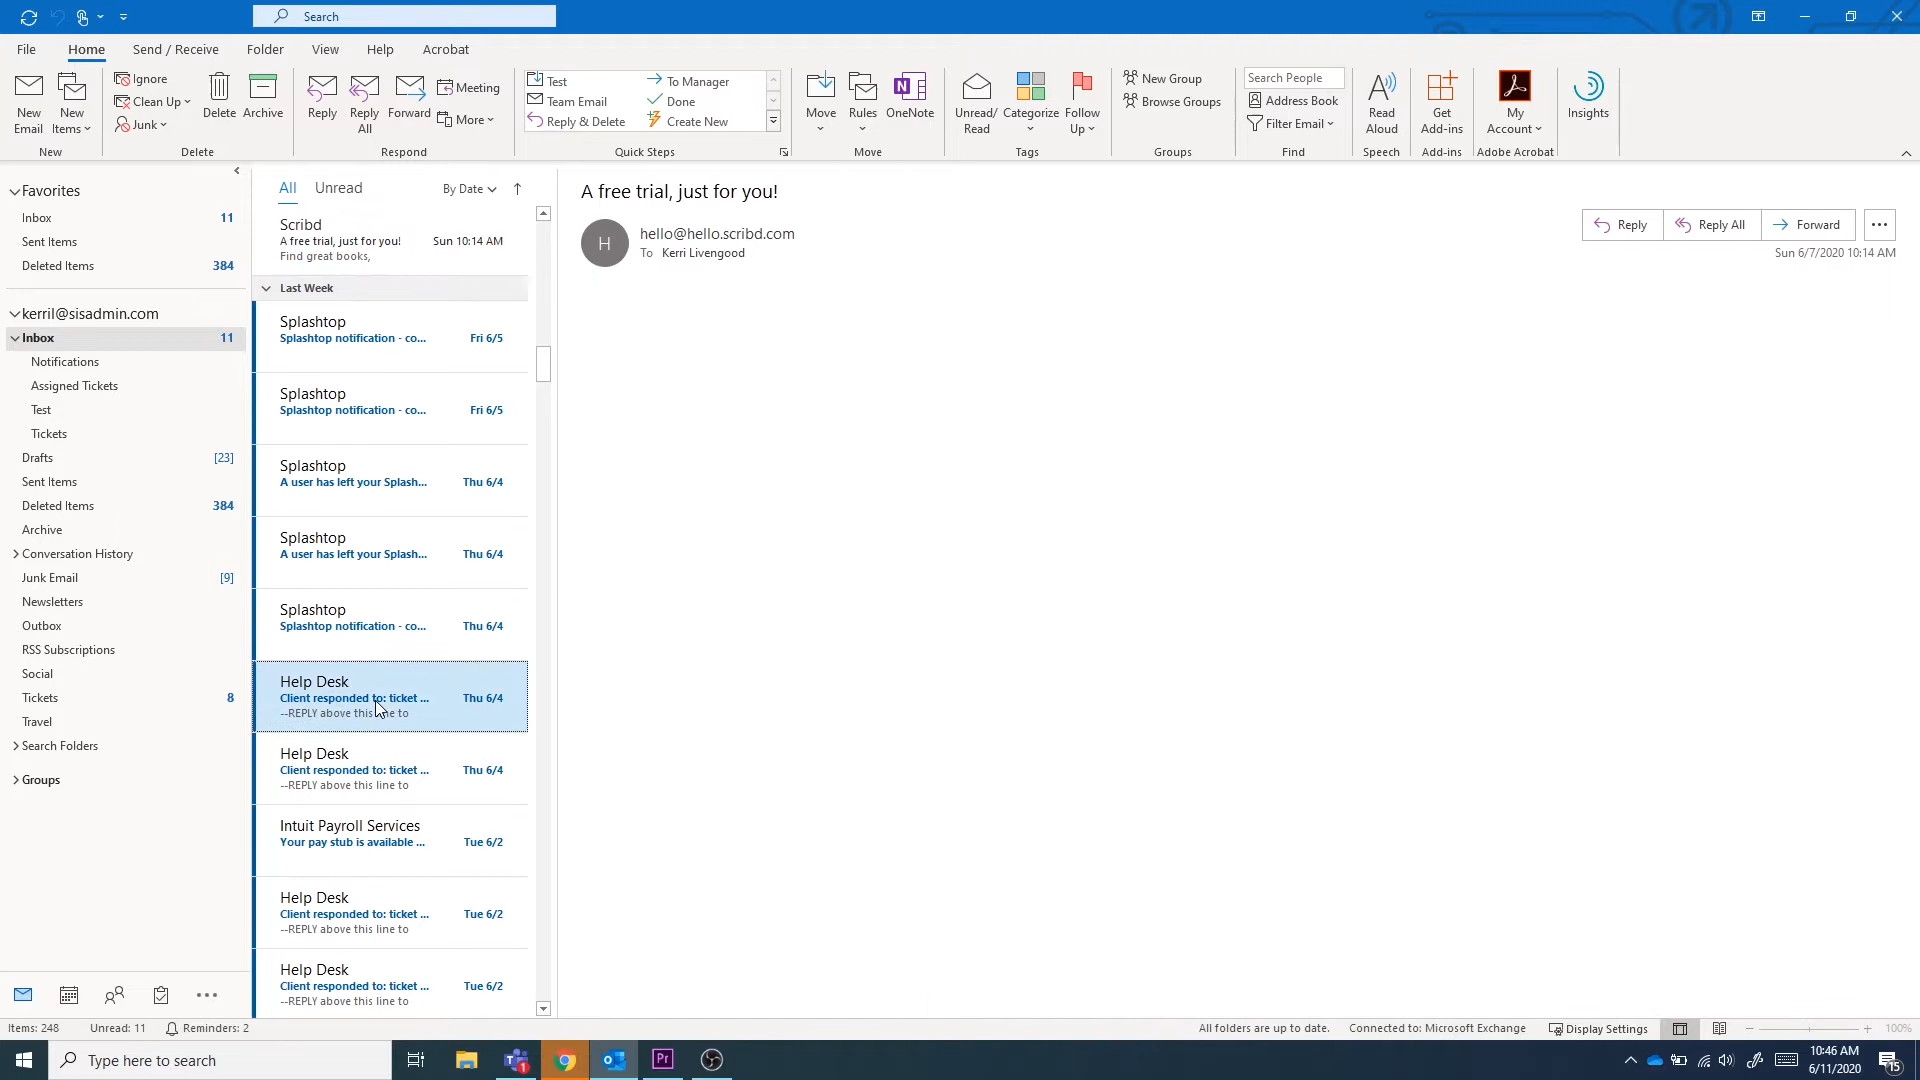 Search
File Home Send / Receive Folder View Help Acrobat
New Email
New Items
New
Ignore
Clean Up
Junk
Delete
Archive
Delete
Reply
Reply All
Forward
Meeting
More
Respond
Test
Team Email
Reply & Delete
To Manager
Done
Create New
Quick Steps
Move
Rules
OneNote
Move
Unread/ Read
Categorize
Follow Up
Tags
New Group
Browse Groups
Groups
Search People
Address Book
Filter Email
Find
Read Aloud
Speech
Get Add-ins
Add-ins
My Account
Adobe Acrobat
Insights
Favorites
Inbox 11
Sent Items
Deleted Items 384
kerril@sisadmin.com
Inbox 11
Notifications
Assigned Tickets
Test
Tickets
Drafts [23]
Sent Items
Deleted Items 384
Archive
Conversation History
Junk Email [9]
Newsletters
Outbox
RSS Subscriptions
Social
Tickets 8
Travel
Search Folders
Groups
All Unread By Date
Scribd
A free trial, just for you! Sun 10:14 AM
Find great books,
Last Week
Splashtop
Splashtop notification - co... Fri 6/5
Splashtop
Splashtop notification - co... Fri 6/5
Splashtop
A user has left your Splash... Thu 6/4
Splashtop
A user has left your Splash... Thu 6/4
Splashtop
Splashtop notification - co... Thu 6/4
Help Desk
Client responded to: ticket ... Thu 6/4
--REPLY above this line to
Help Desk
Client responded to: ticket ... Thu 6/4
--REPLY above this line to
Intuit Payroll Services
Your pay stub is available ... Tue 6/2
Help Desk
Client responded to: ticket ... Tue 6/2
--REPLY above this line to
Help Desk
Client responded to: ticket ... Tue 6/2
--REPLY above this line to
A free trial, just for you!
H
hello@hello.scribd.com
To Kerri Livengood
Reply Reply All Forward
Sun 6/7/2020 10:14 AM
Items: 248 Unread: 11 Reminders: 2
All folders are up to date. Connected to: Microsoft Exchange Display Settings 100%
Type here to search
1
Pr
10:46 AM
6/11/2020
15